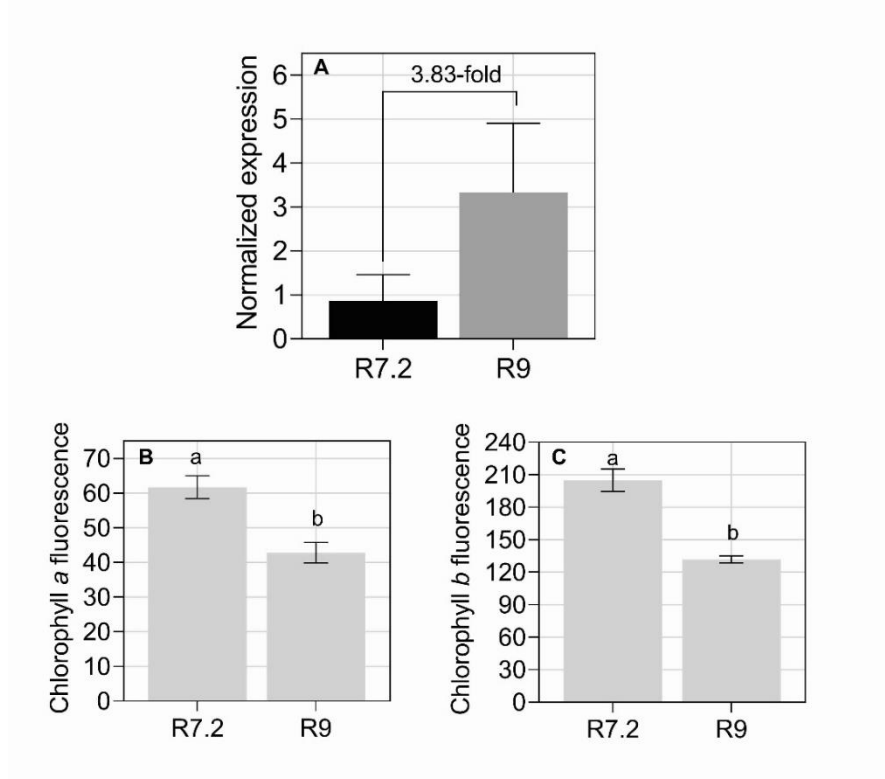 A
3.83-fold
Normalized expression
6
5
4
3
2
1
0
R7.2 R9
B
a
b
Chlorophyll a fluorescence
70
60
50
40
30
20
10
0
R7.2 R9
C
a
b
Chlorophyll b fluorescence
240
210
180
150
120
90
60
30
0
R7.2 R9